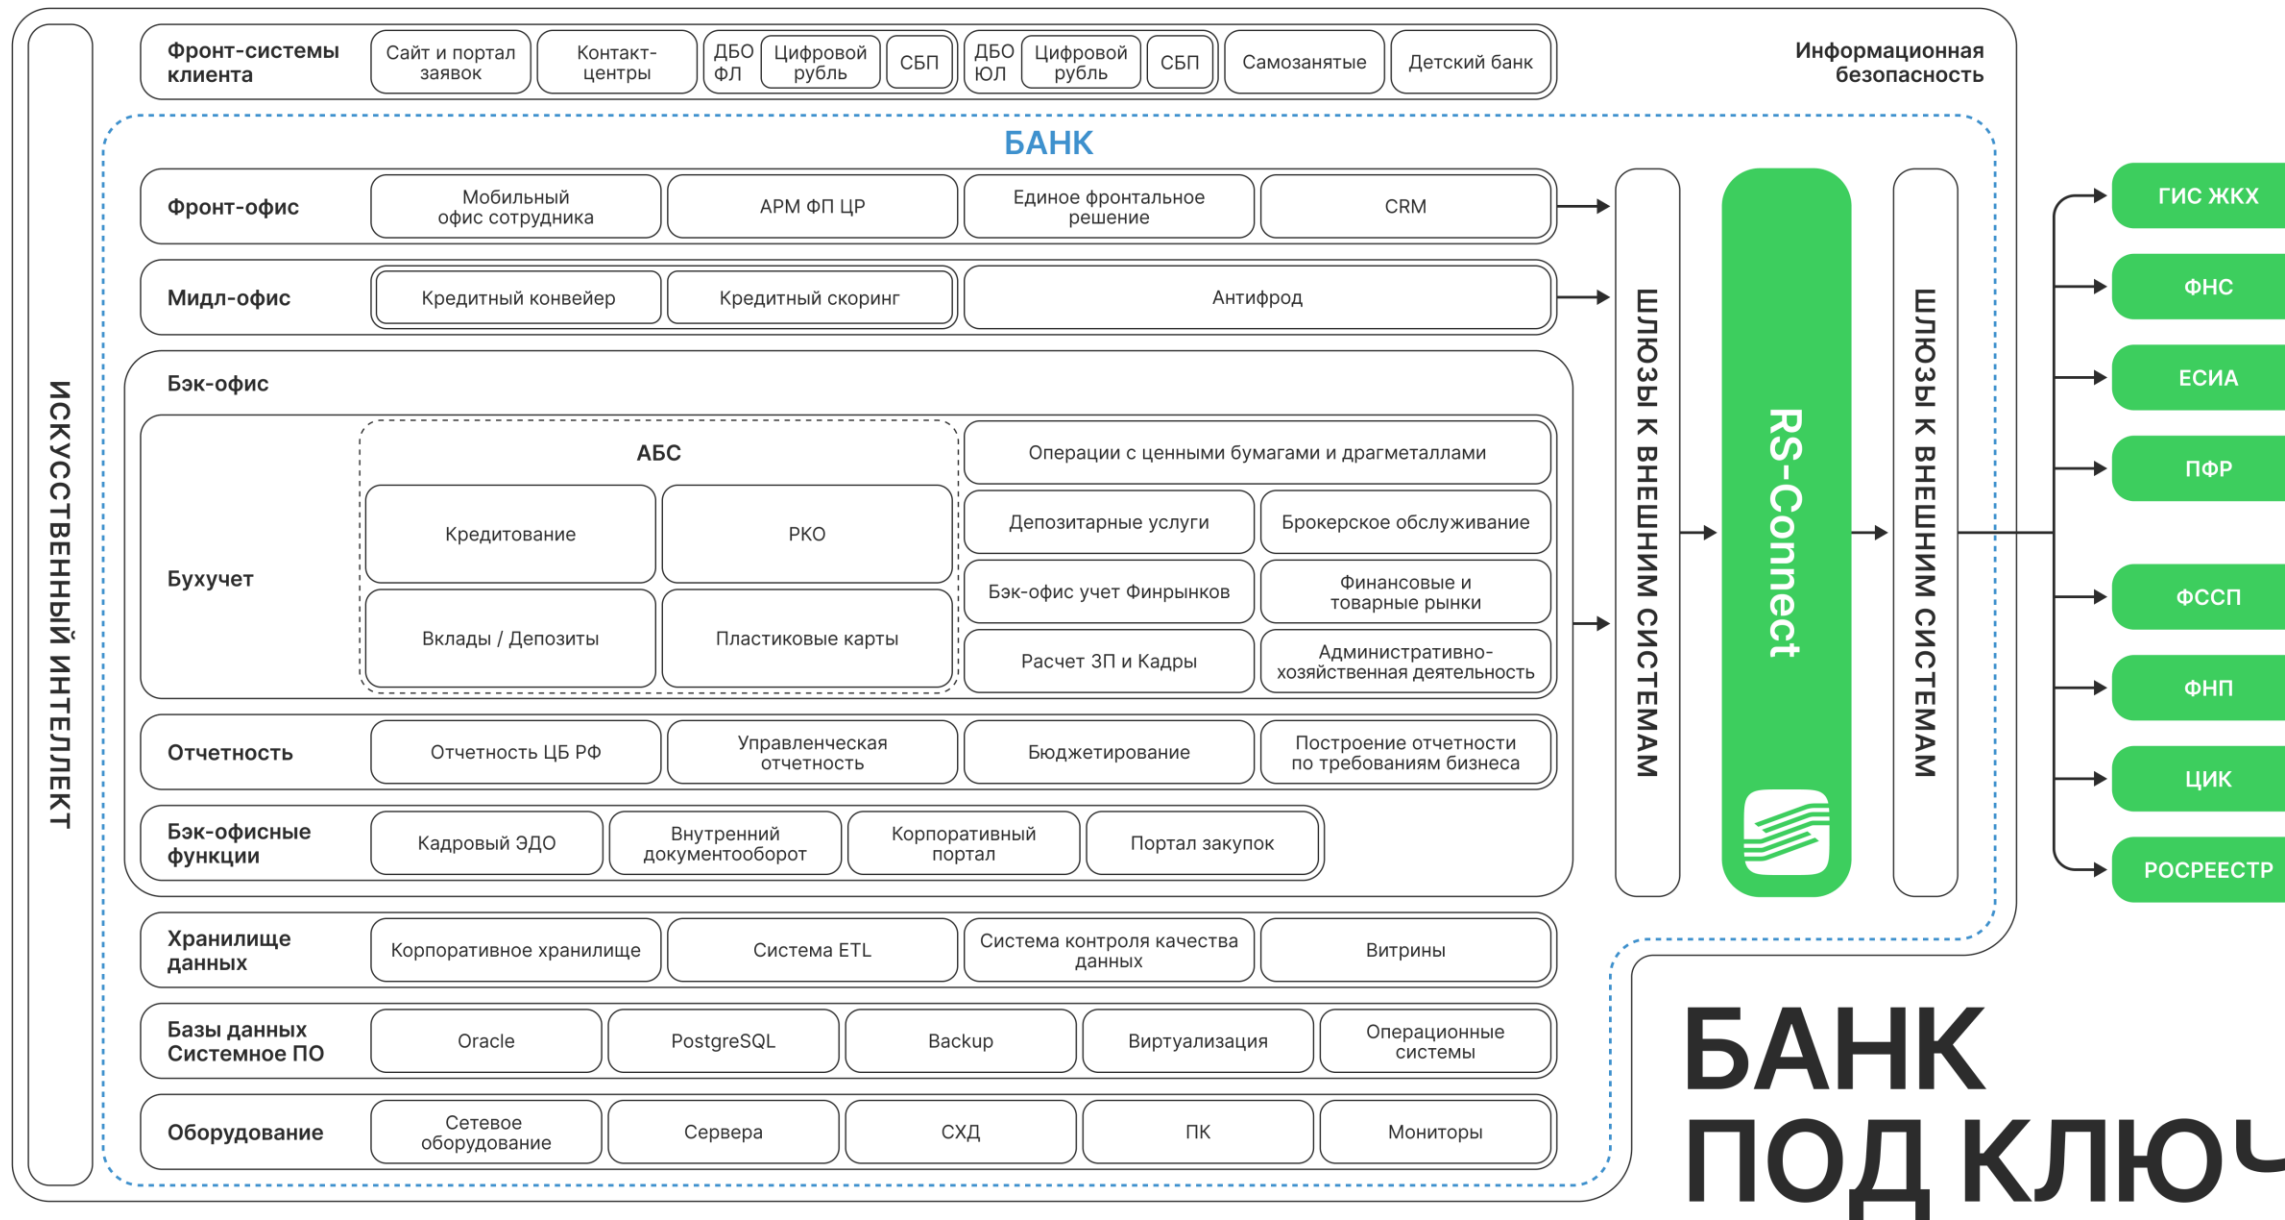 ИСКУССТВЕННЫЙ ИНТЕЛЛЕКТ
Фронт-системы
клиента
Сайт и портал
заявок
Контакт-
центры
ДБО
ФЛ
Цифровой
рубль
СБП
ДБО
ЮЛ
Цифровой
рубль
СБП
Самозанятые
Детский банк
Информационная
безопасность
БАНК
Фронт-офис
Мобильный
офис сотрудника
АРМ ФП ЦР
Единое фронтальное
решение
CRM
Мидл-офис
Кредитный конвейер
Кредитный скоринг
Антифрод
Бэк-офис
Бухучет
АБС
Кредитование
РКО
Вклады / Депозиты
Пластиковые карты
Операции с ценными бумагами и драгметаллами
Депозитарные услуги
Брокерское обслуживание
Бэк-офис учет Финрынков
Финансовые и
товарные рынки
Расчет ЗП и Кадры
Административно-
хозяйственная деятельность
Отчетность
Отчетность ЦБ РФ
Управленческая
отчетность
Бюджетирование
Построение отчетности
по требованиям бизнеса
Бэк-офисные
функции
Кадровый ЭДО
Внутренний
документооборот
Корпоративный
портал
Портал закупок
Хранилище
данных
Корпоративное хранилище
Система ETL
Система контроля качества
данных
Витрины
Базы данных
Системное ПО
Oracle
PostgreSQL
Backup
Виртуализация
Операционные
системы
Оборудование
Сетевое
оборудование
Сервера
СХД
ПК
Мониторы
ШЛЮЗЫ К ВНЕШНИМ СИСТЕМАМ
RS-Connect
ШЛЮЗЫ К ВНЕШНИМ СИСТЕМАМ
ГИС ЖКХ
ФНС
ЕСИА
ПФР
ФССП
ФНП
ЦИК
РОСРЕЕСТР
БАНК
ПОД КЛЮЧ